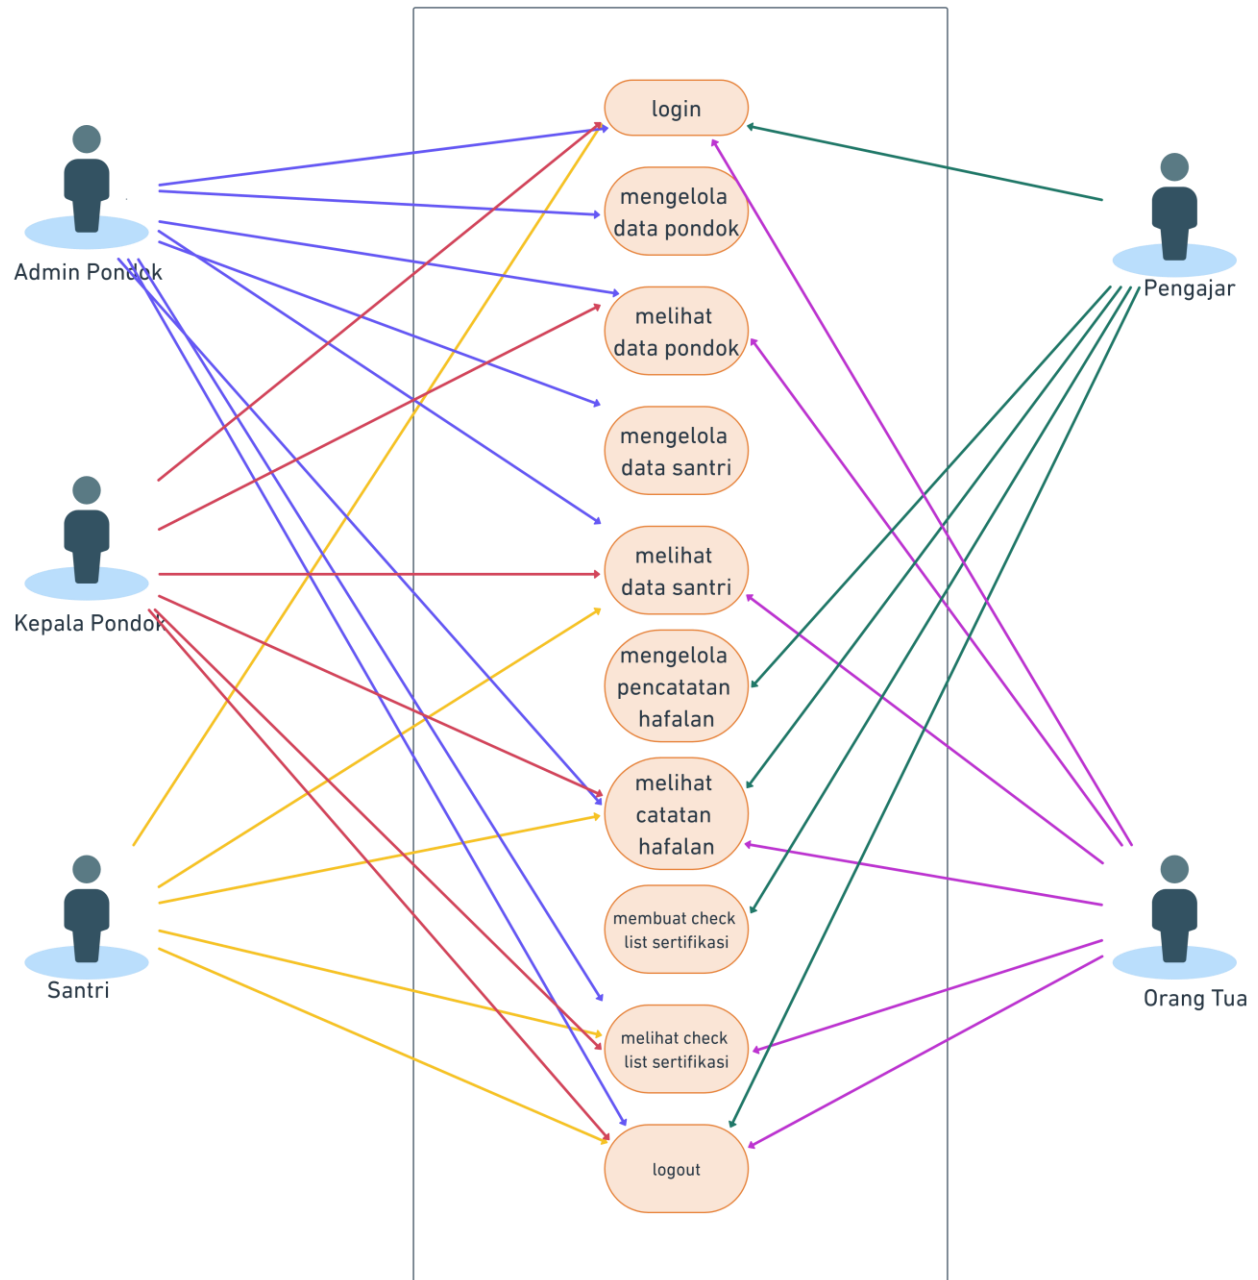 login
mengelola
data pondok
Admin Pondok
Pengajar
melihat
data pondok
mengelola
data santri
melihat
data santri
Kepala Pondok
mengelola
pencatatan
hafalan
melihat
catatan
hafalan
membuat check
list sertifikasi
Santri
Orang Tua
melihat check
list sertifikasi
logout